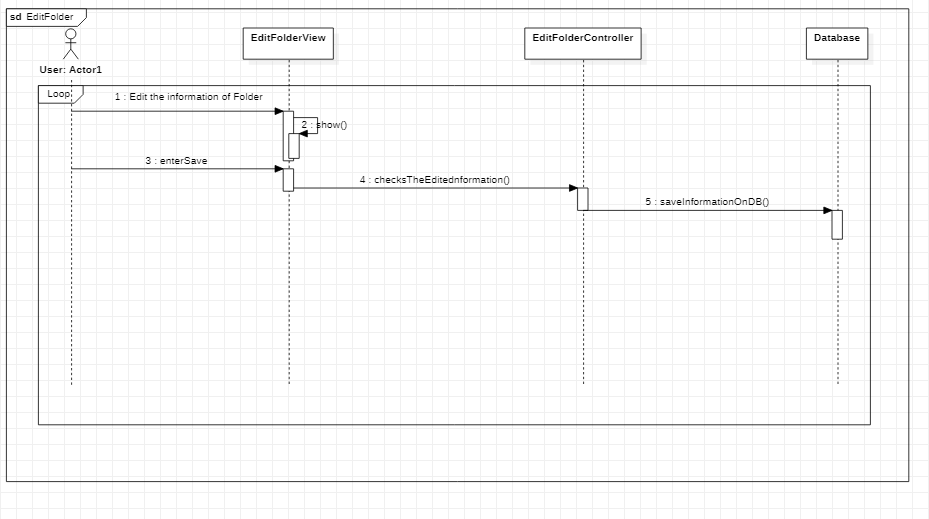 sd EditFolder
EditFolderView
EditFolderController
Database
User: Actor1
Loop
1 : Edit the information of Folder
2 : show()
3 : enterSave
4 : checksTheEditednformation()
5 : saveInformationOnDB()